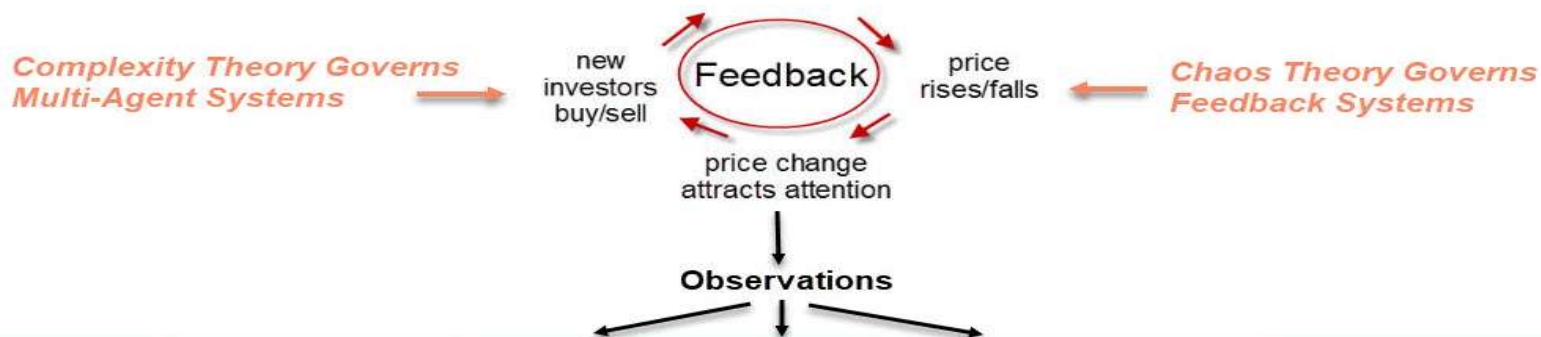 Complexity Theory Governs
Multi-Agent Systems
new
investors
buy/sell
Feedback
price
rises/falls
Chaos Theory Governs
Feedback Systems
price change
attracts attention
Observations